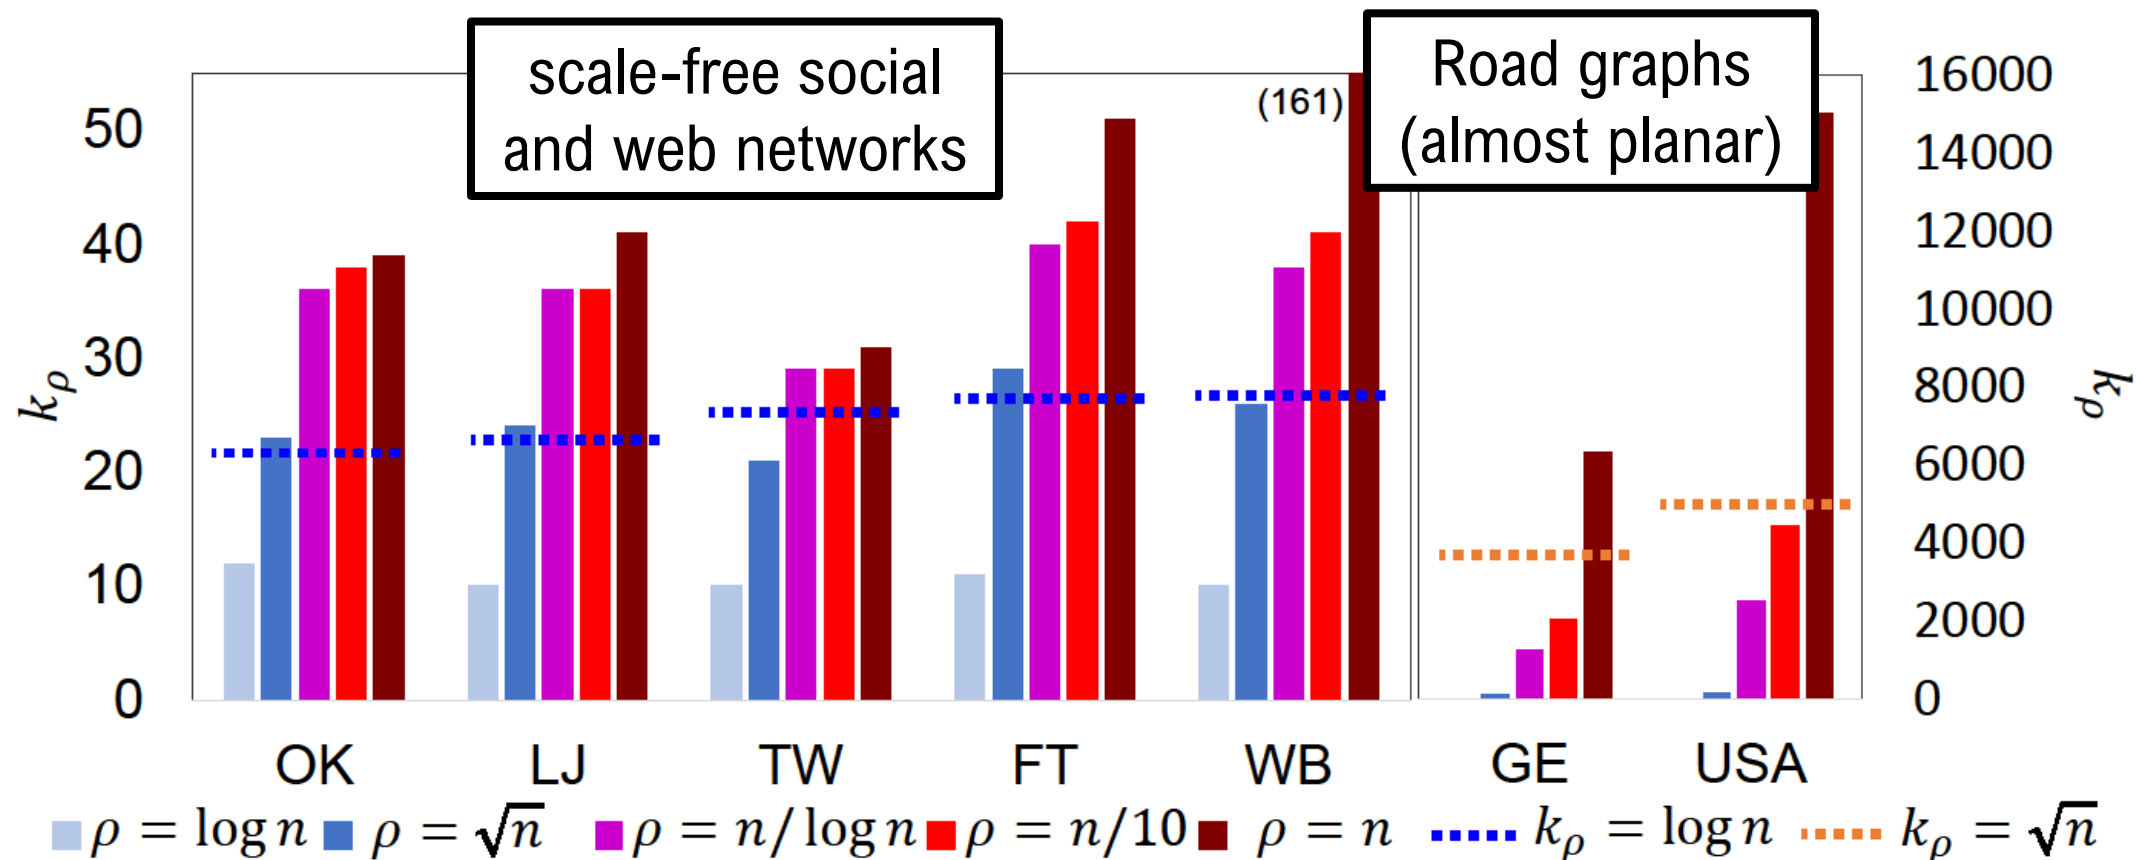 scale-free social
and web networks
Road graphs
(almost planar)
(161)
50
40
30
20
10
0
kρ
16000
14000
12000
10000
8000
6000
4000
2000
0
kρ
OK LJ TW FT WB GE USA
ρ = log n ρ = √n ρ = n/ log n ρ = n/10 ρ = n kρ = log n kρ = √n